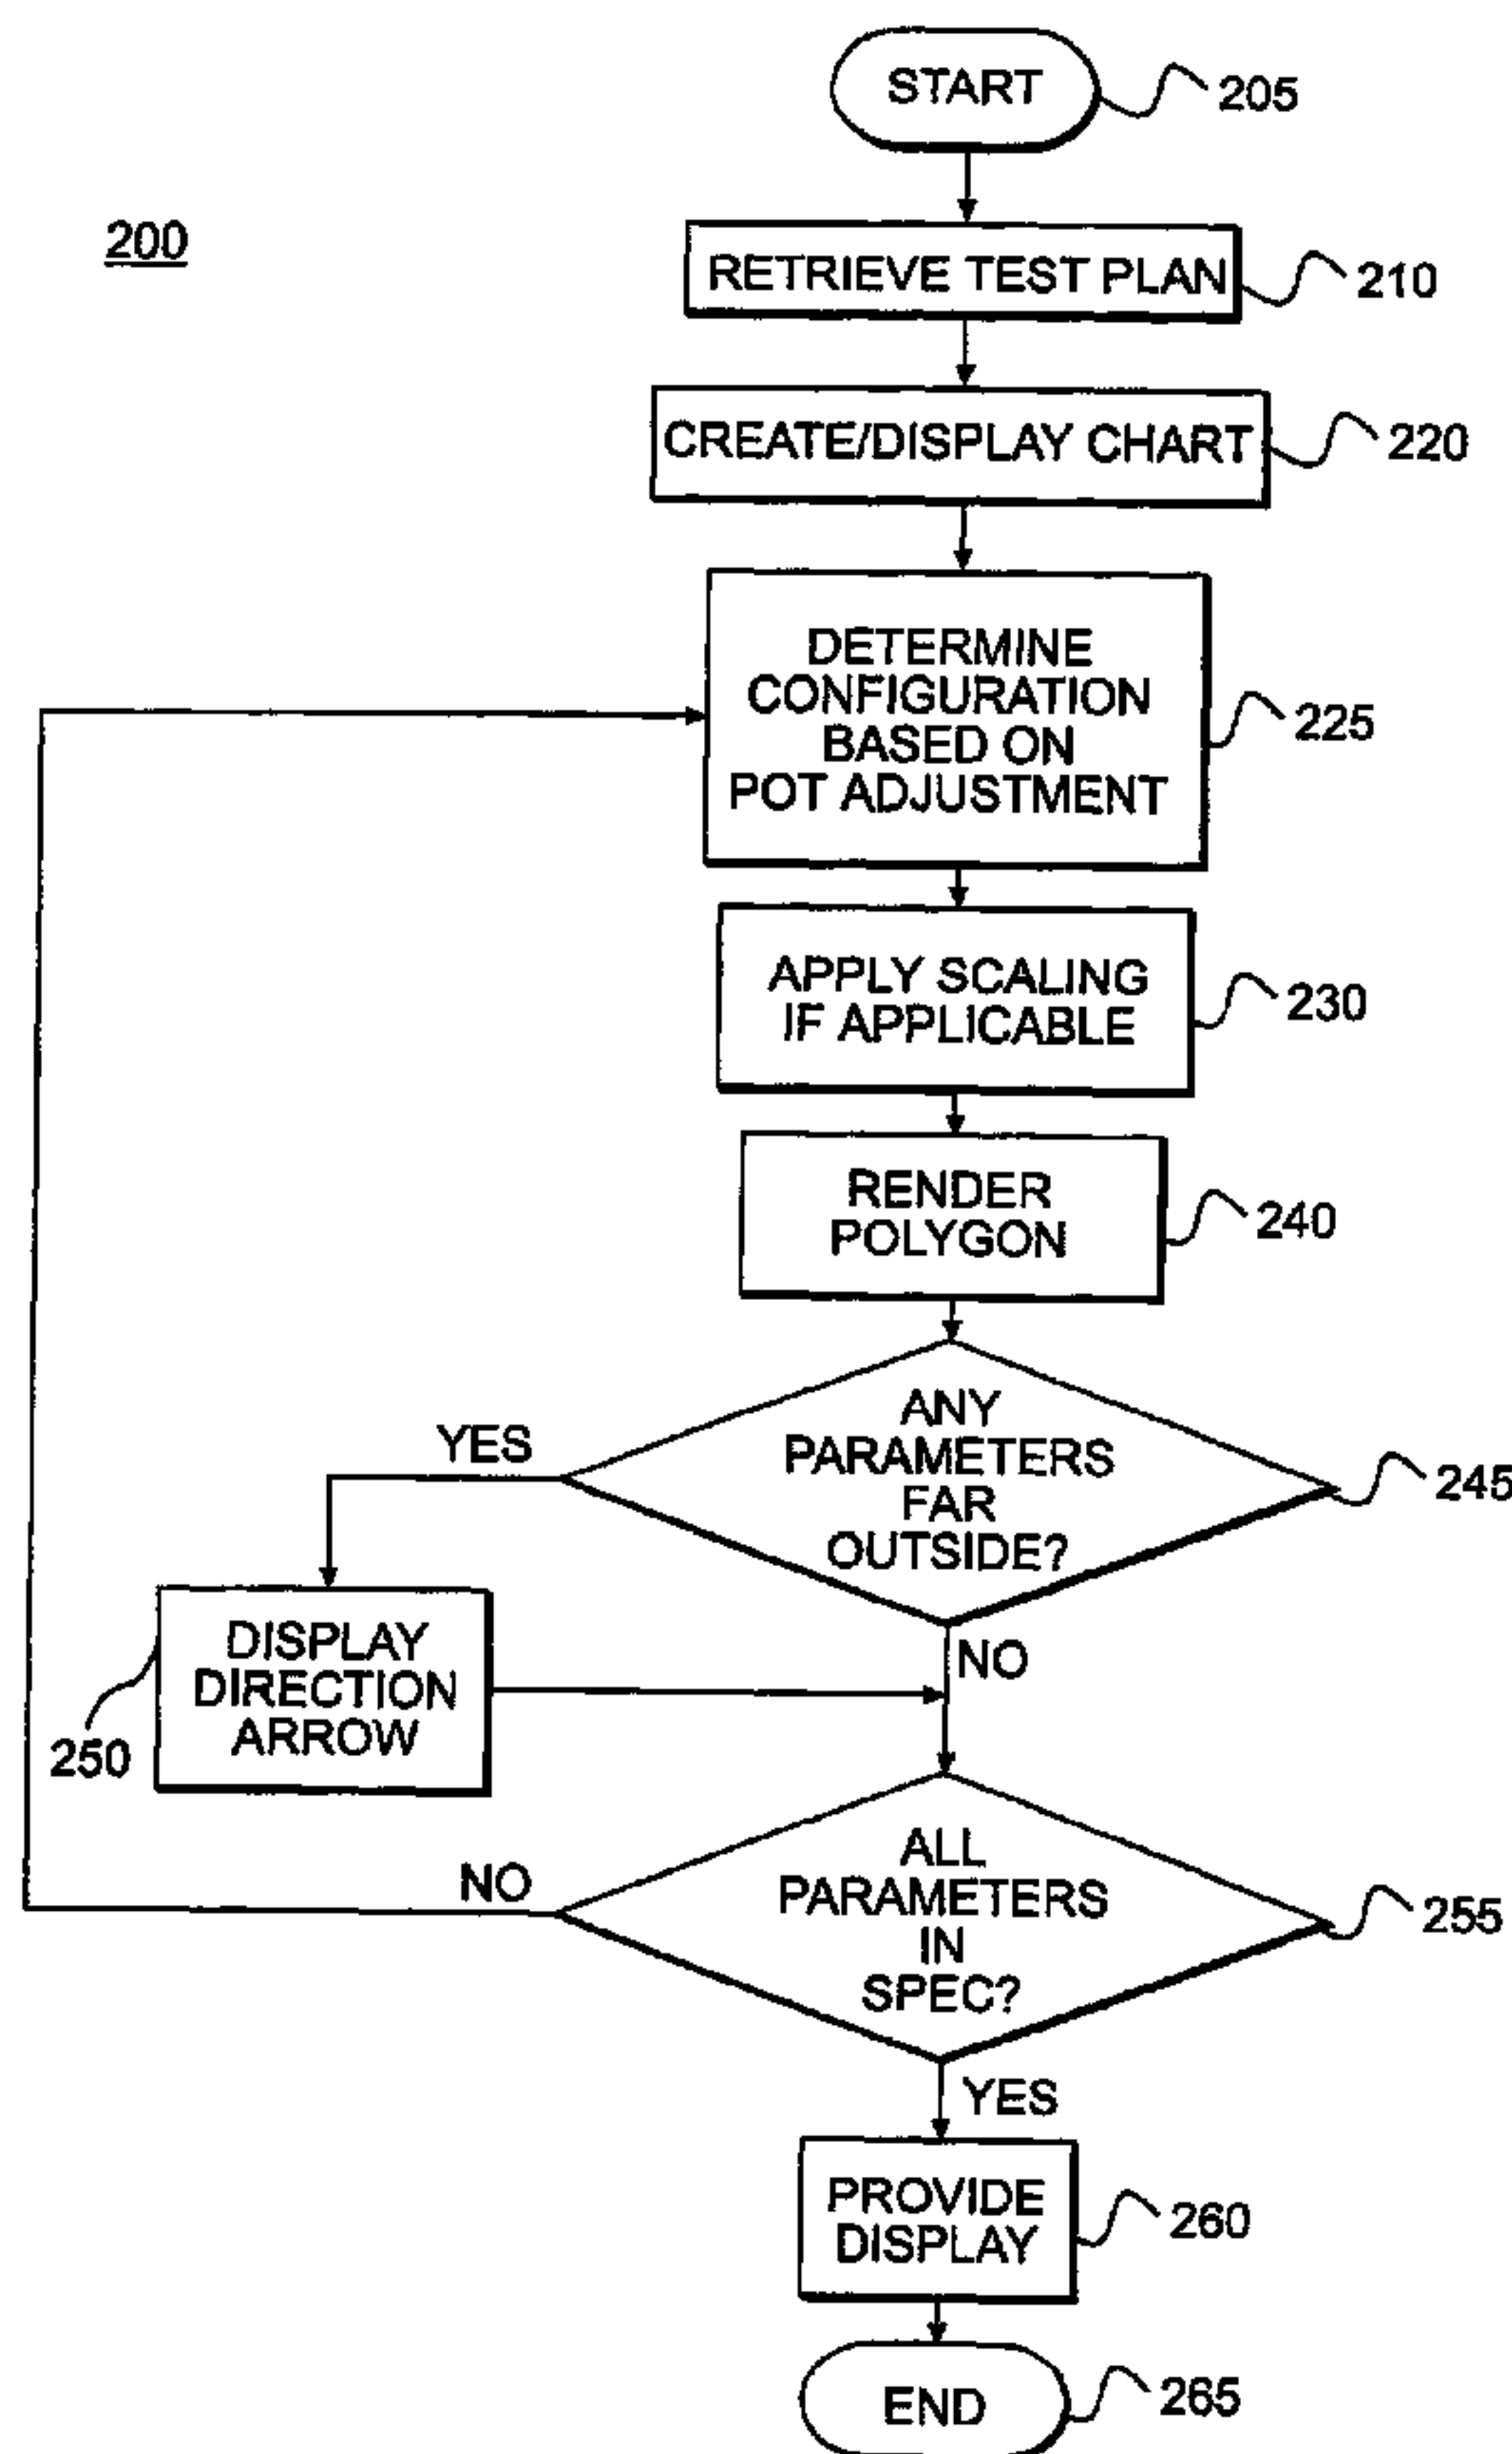 START
205
200
RETRIEVE TEST PLAN
210
CREATE/DISPLAY CHART
220
DETERMINE
CONFIGURATION
BASED ON
POT ADJUSTMENT
225
APPLY SCALING
IF APPLICABLE
230
RENDER
POLYGON
240
ANY
PARAMETERS
FAR
OUTSIDE?
245
YES
NO
DISPLAY
DIRECTION
ARROW
250
ALL
PARAMETERS
IN
SPEC?
255
NO
YES
PROVIDE
DISPLAY
260
END
265